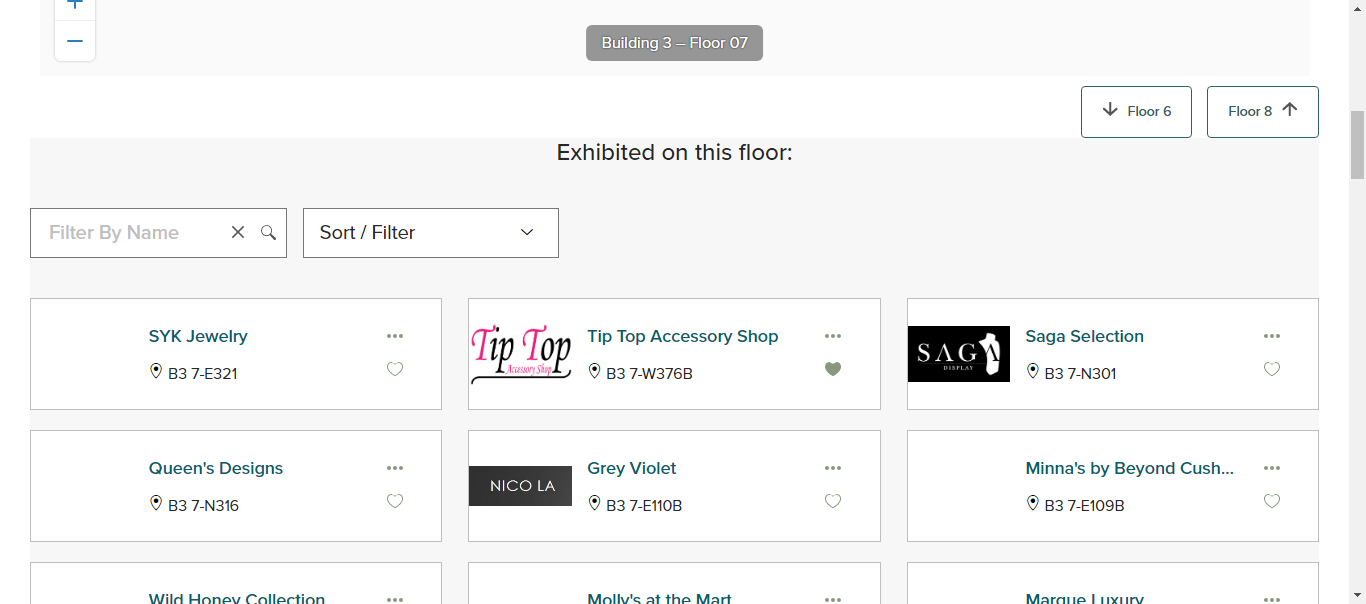 Building 3 – Floor 07
Floor 6
Floor 8
Exhibited on this floor:
Filter By Name
Sort / Filter
SYK Jewelry
B3 7-E321
Tip Top
Accessory Shop
Tip Top Accessory Shop
B3 7-W376B
SAGA
DISPLAY
Saga Selection
B3 7-N301
Queen's Designs
B3 7-N316
NICO LA
Grey Violet
B3 7-E110B
Minna's by Beyond Cush...
B3 7-E109B
Wild Honey Collection
Molly's at the Mart
Marque Luxury